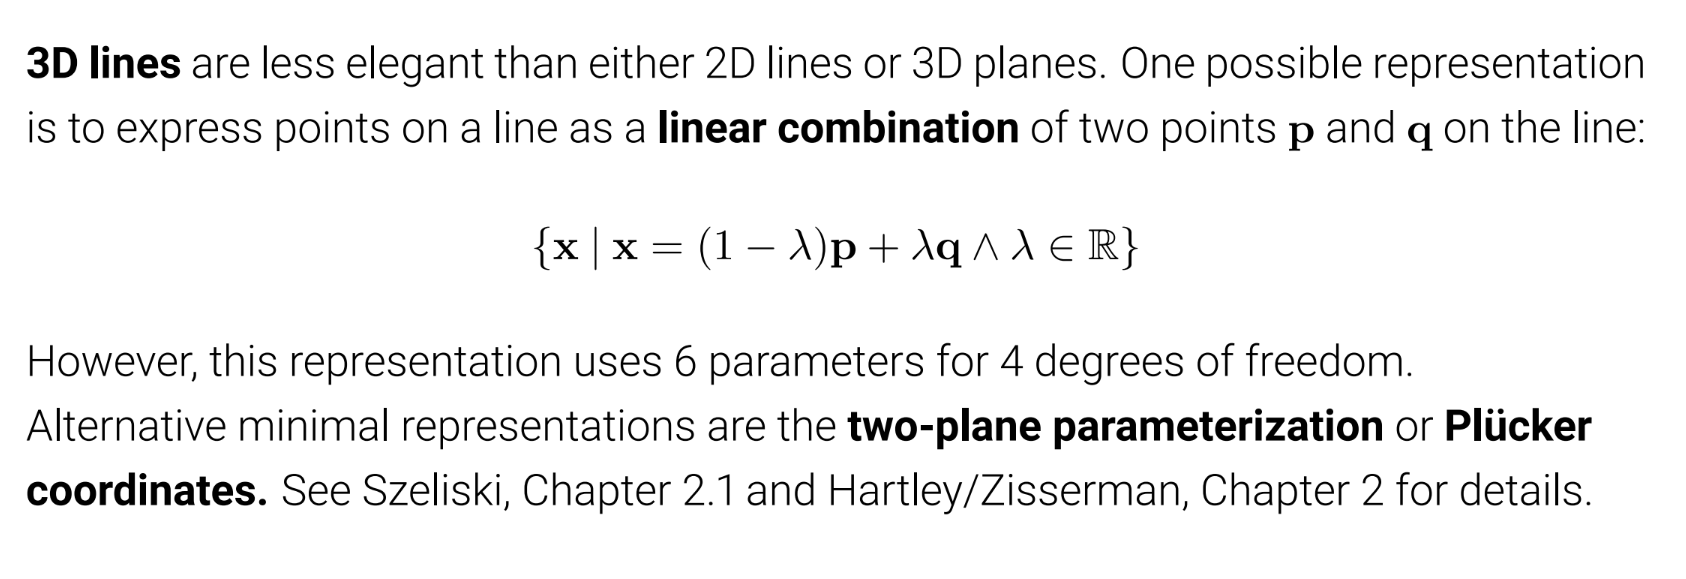 3D lines are less elegant than either 2D lines or 3D planes. One possible representation
is to express points on a line as a linear combination of two points p and q on the line:
{x | x = (1 − λ)p + λq ∧ λ ∈ ℝ}
However, this representation uses 6 parameters for 4 degrees of freedom.
Alternative minimal representations are the two-plane parameterization or Plücker
coordinates. See Szeliski, Chapter 2.1 and Hartley/Zisserman, Chapter 2 for details.